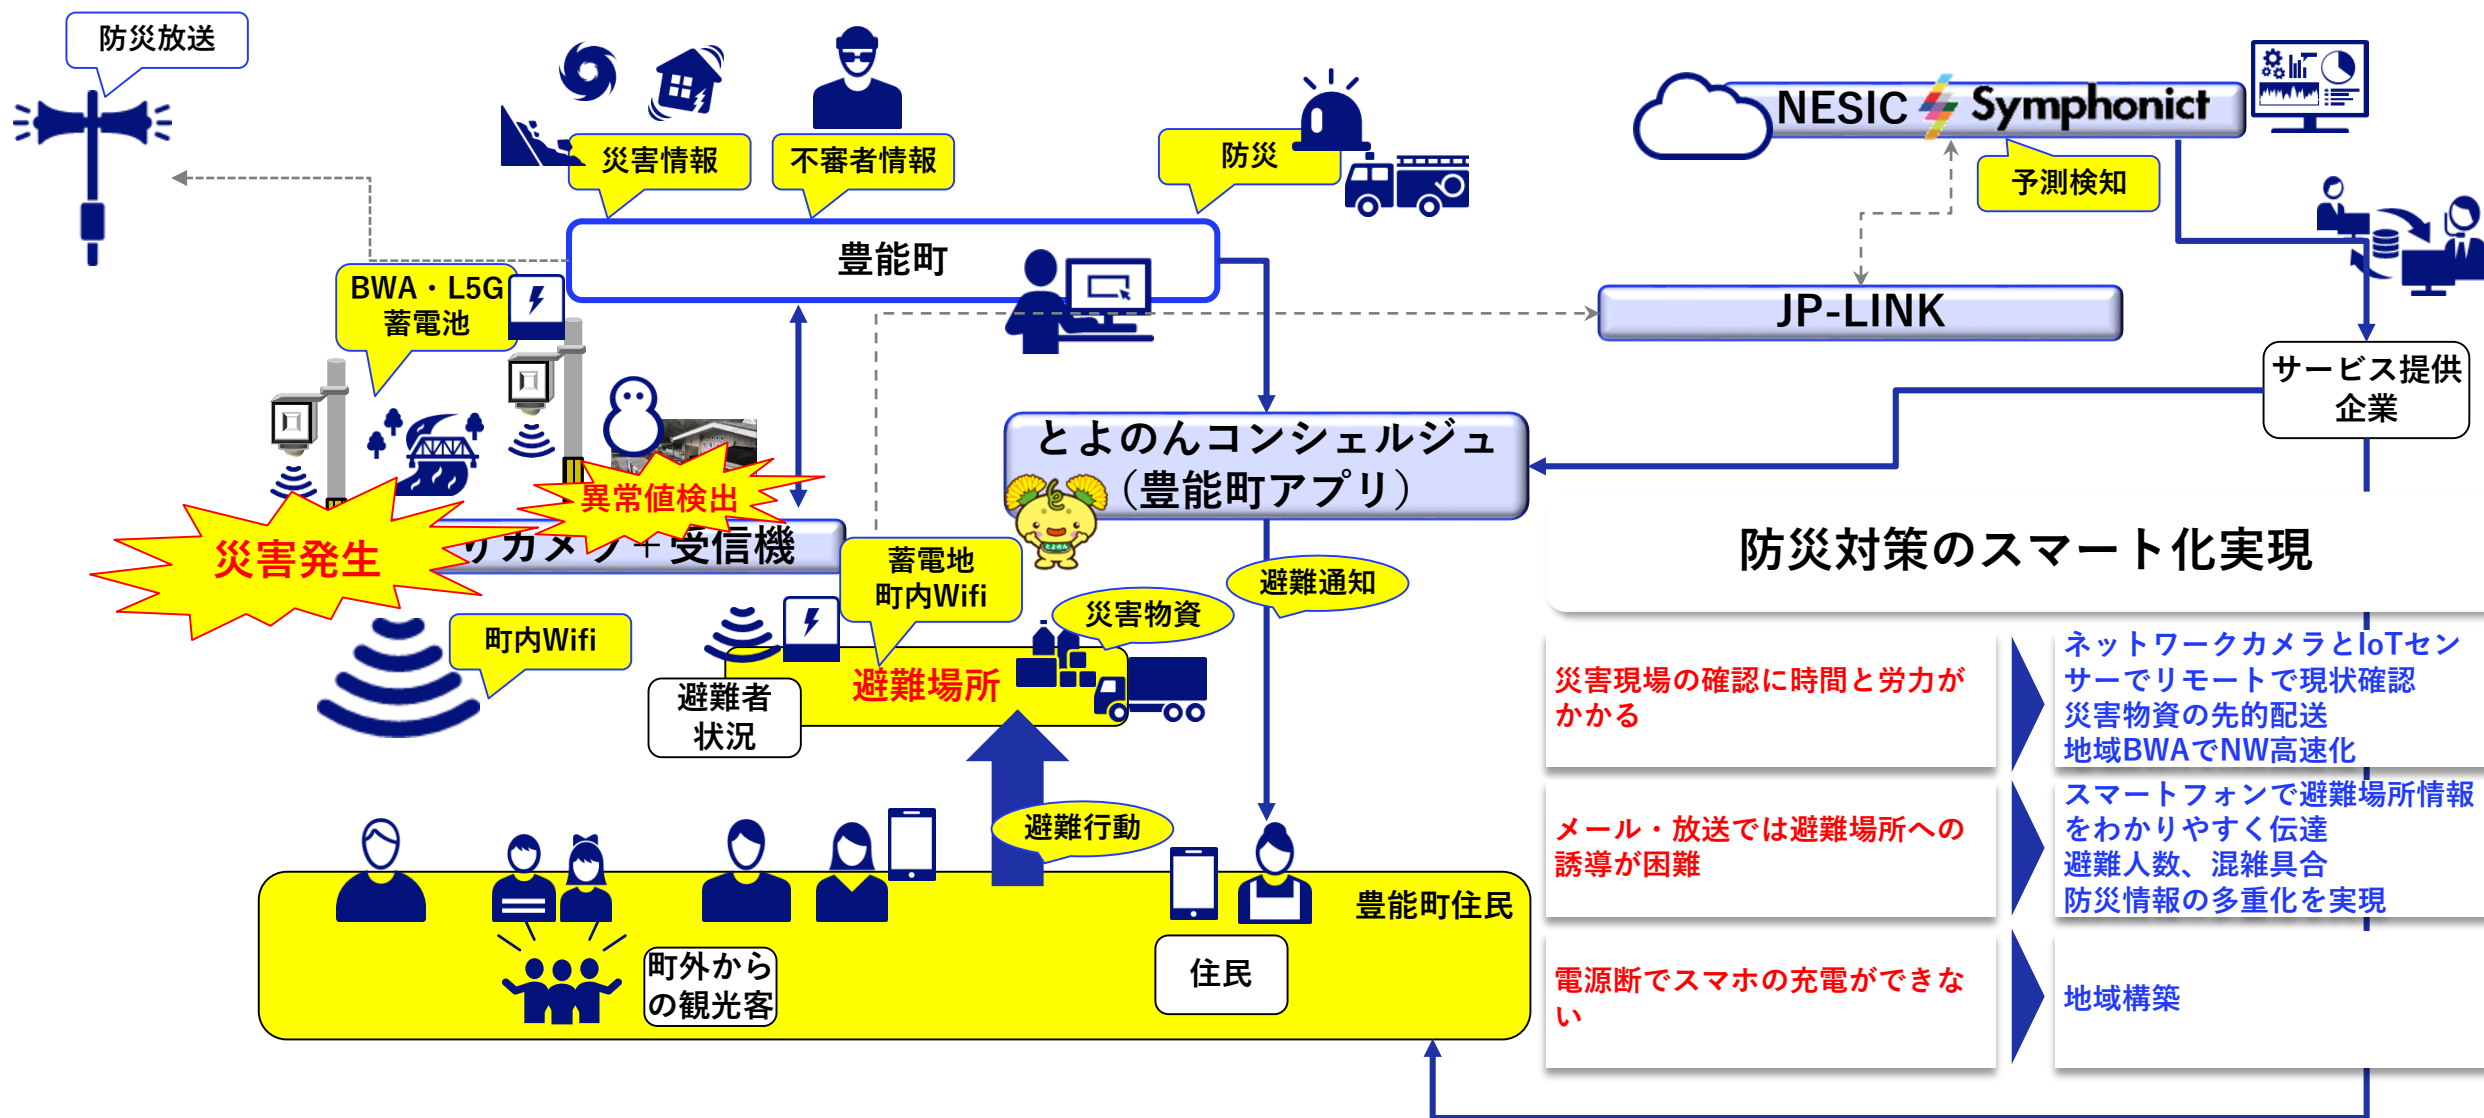 防災放送
災害情報
不審者情報
防災
NESIC Symphonict
予測検知
豊能町
BWA・L5G
蓄電池
JP-LINK
サービス提供
企業
とよのんコンシェルジュ
（豊能町アプリ）
異常値検出
災害発生
カメラ＋受信機
防災対策のスマート化実現
蓄電地
町内Wifi
避難通知
災害物資
町内Wifi
避難場所
避難者
状況
避難行動
豊能町住民
町外から
の観光客
住民
災害現場の確認に時間と労力が
かかる
ネットワークカメラとIoTセン
サーでリモートで現状確認
災害物資の先的配送
地域BWAでNW高速化
メール・放送では避難場所への
誘導が困難
スマートフォンで避難場所情報
をわかりやすく伝達
避難人数、混雑具合
防災情報の多重化を実現
電源断でスマホの充電ができな
い
地域構築